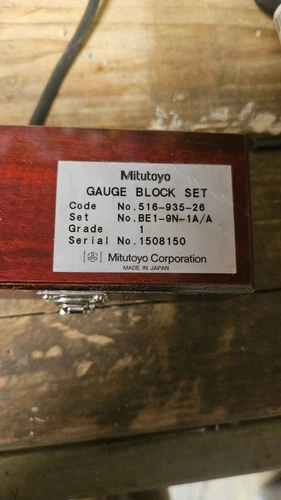 Mitutoyo
GAUGE BLOCK SET
Code No.516-935-26
Set No.BE1-9N-1A/A
Grade 1
Serial No.1508150
Mitutoyo Corporation
MADE IN JAPAN